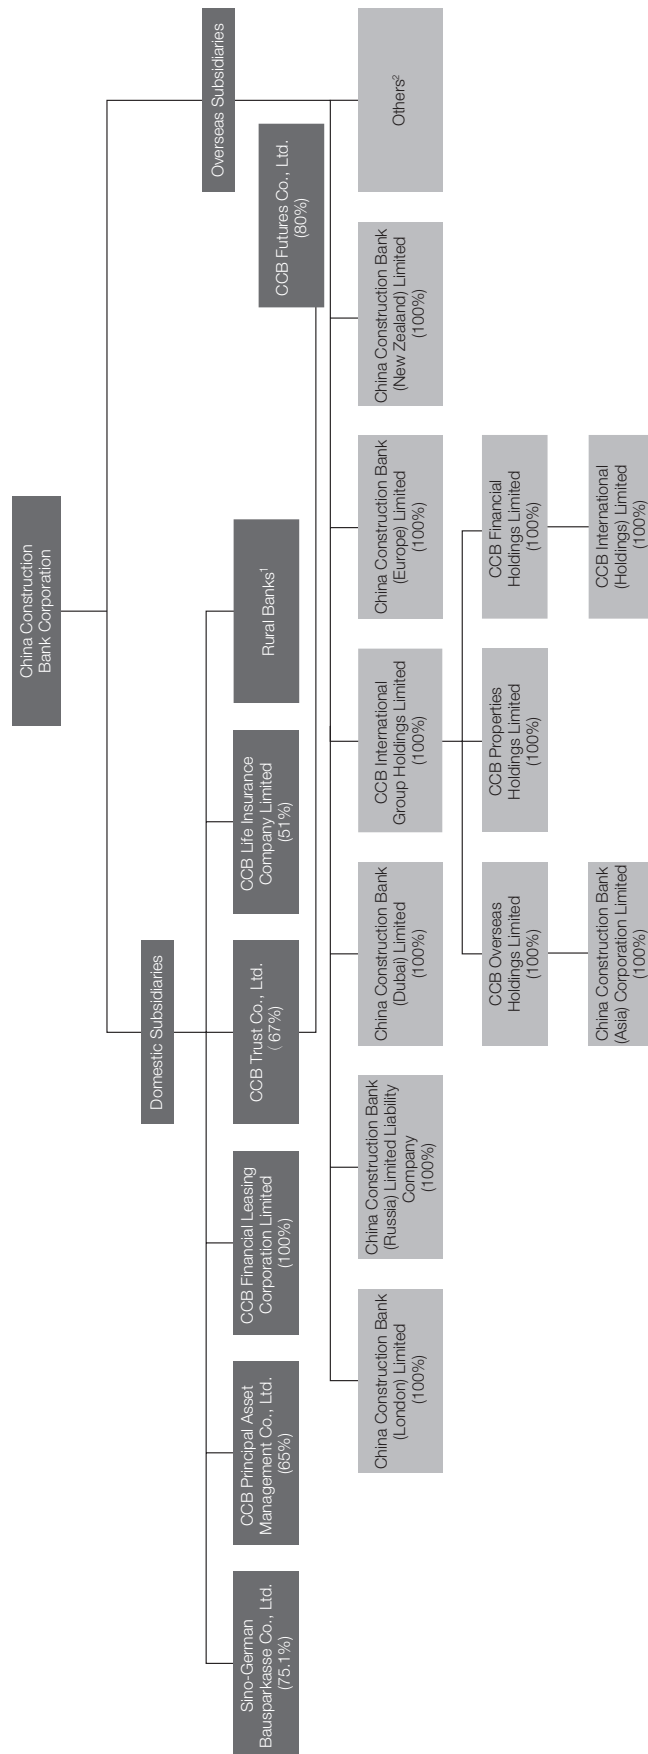 China Construction
Bank Corporation
Domestic Subsidiaries
Overseas Subsidiaries
Sino-German
Bausparkasse Co., Ltd.
(75.1%)
CCB Principal Asset
Management Co., Ltd.
(65%)
CCB Financial Leasing
Corporation Limited
(100%)
CCB Trust Co., Ltd.
( 67%)
CCB Life Insurance
Company Limited
(51%)
Rural Banks¹
CCB Futures Co., Ltd.
(80%)
China Construction Bank
(London) Limited
(100%)
China Construction Bank
(Russia) Limited Liability
Company
(100%)
China Construction Bank
(Dubai) Limited
(100%)
CCB International
Group Holdings Limited
(100%)
China Construction Bank
(Europe) Limited
(100%)
China Construction Bank
(New Zealand) Limited
(100%)
Others²
CCB Overseas
Holdings Limited
(100%)
CCB Properties
Holdings Limited
(100%)
CCB Financial
Holdings Limited
(100%)
China Construction Bank
(Asia) Corporation Limited
(100%)
CCB International
(Holdings) Limited
(100%)